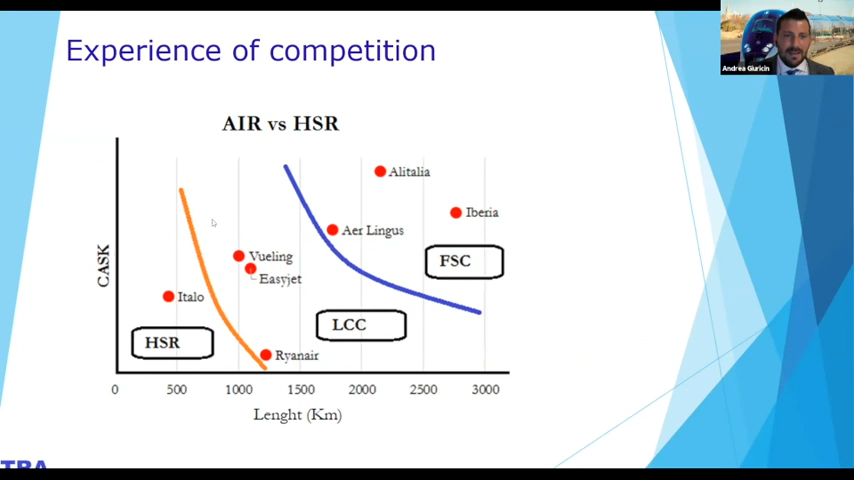 Experience of competition
Andrea Giuricin
AIR vs HSR
CASK
Alitalia
Iberia
Aer Lingus
FSC
Vueling
Easyjet
Italo
LCC
HSR
Ryanair
0 500 1000 1500 2000 2500 3000
Lenght (Km)
TRA